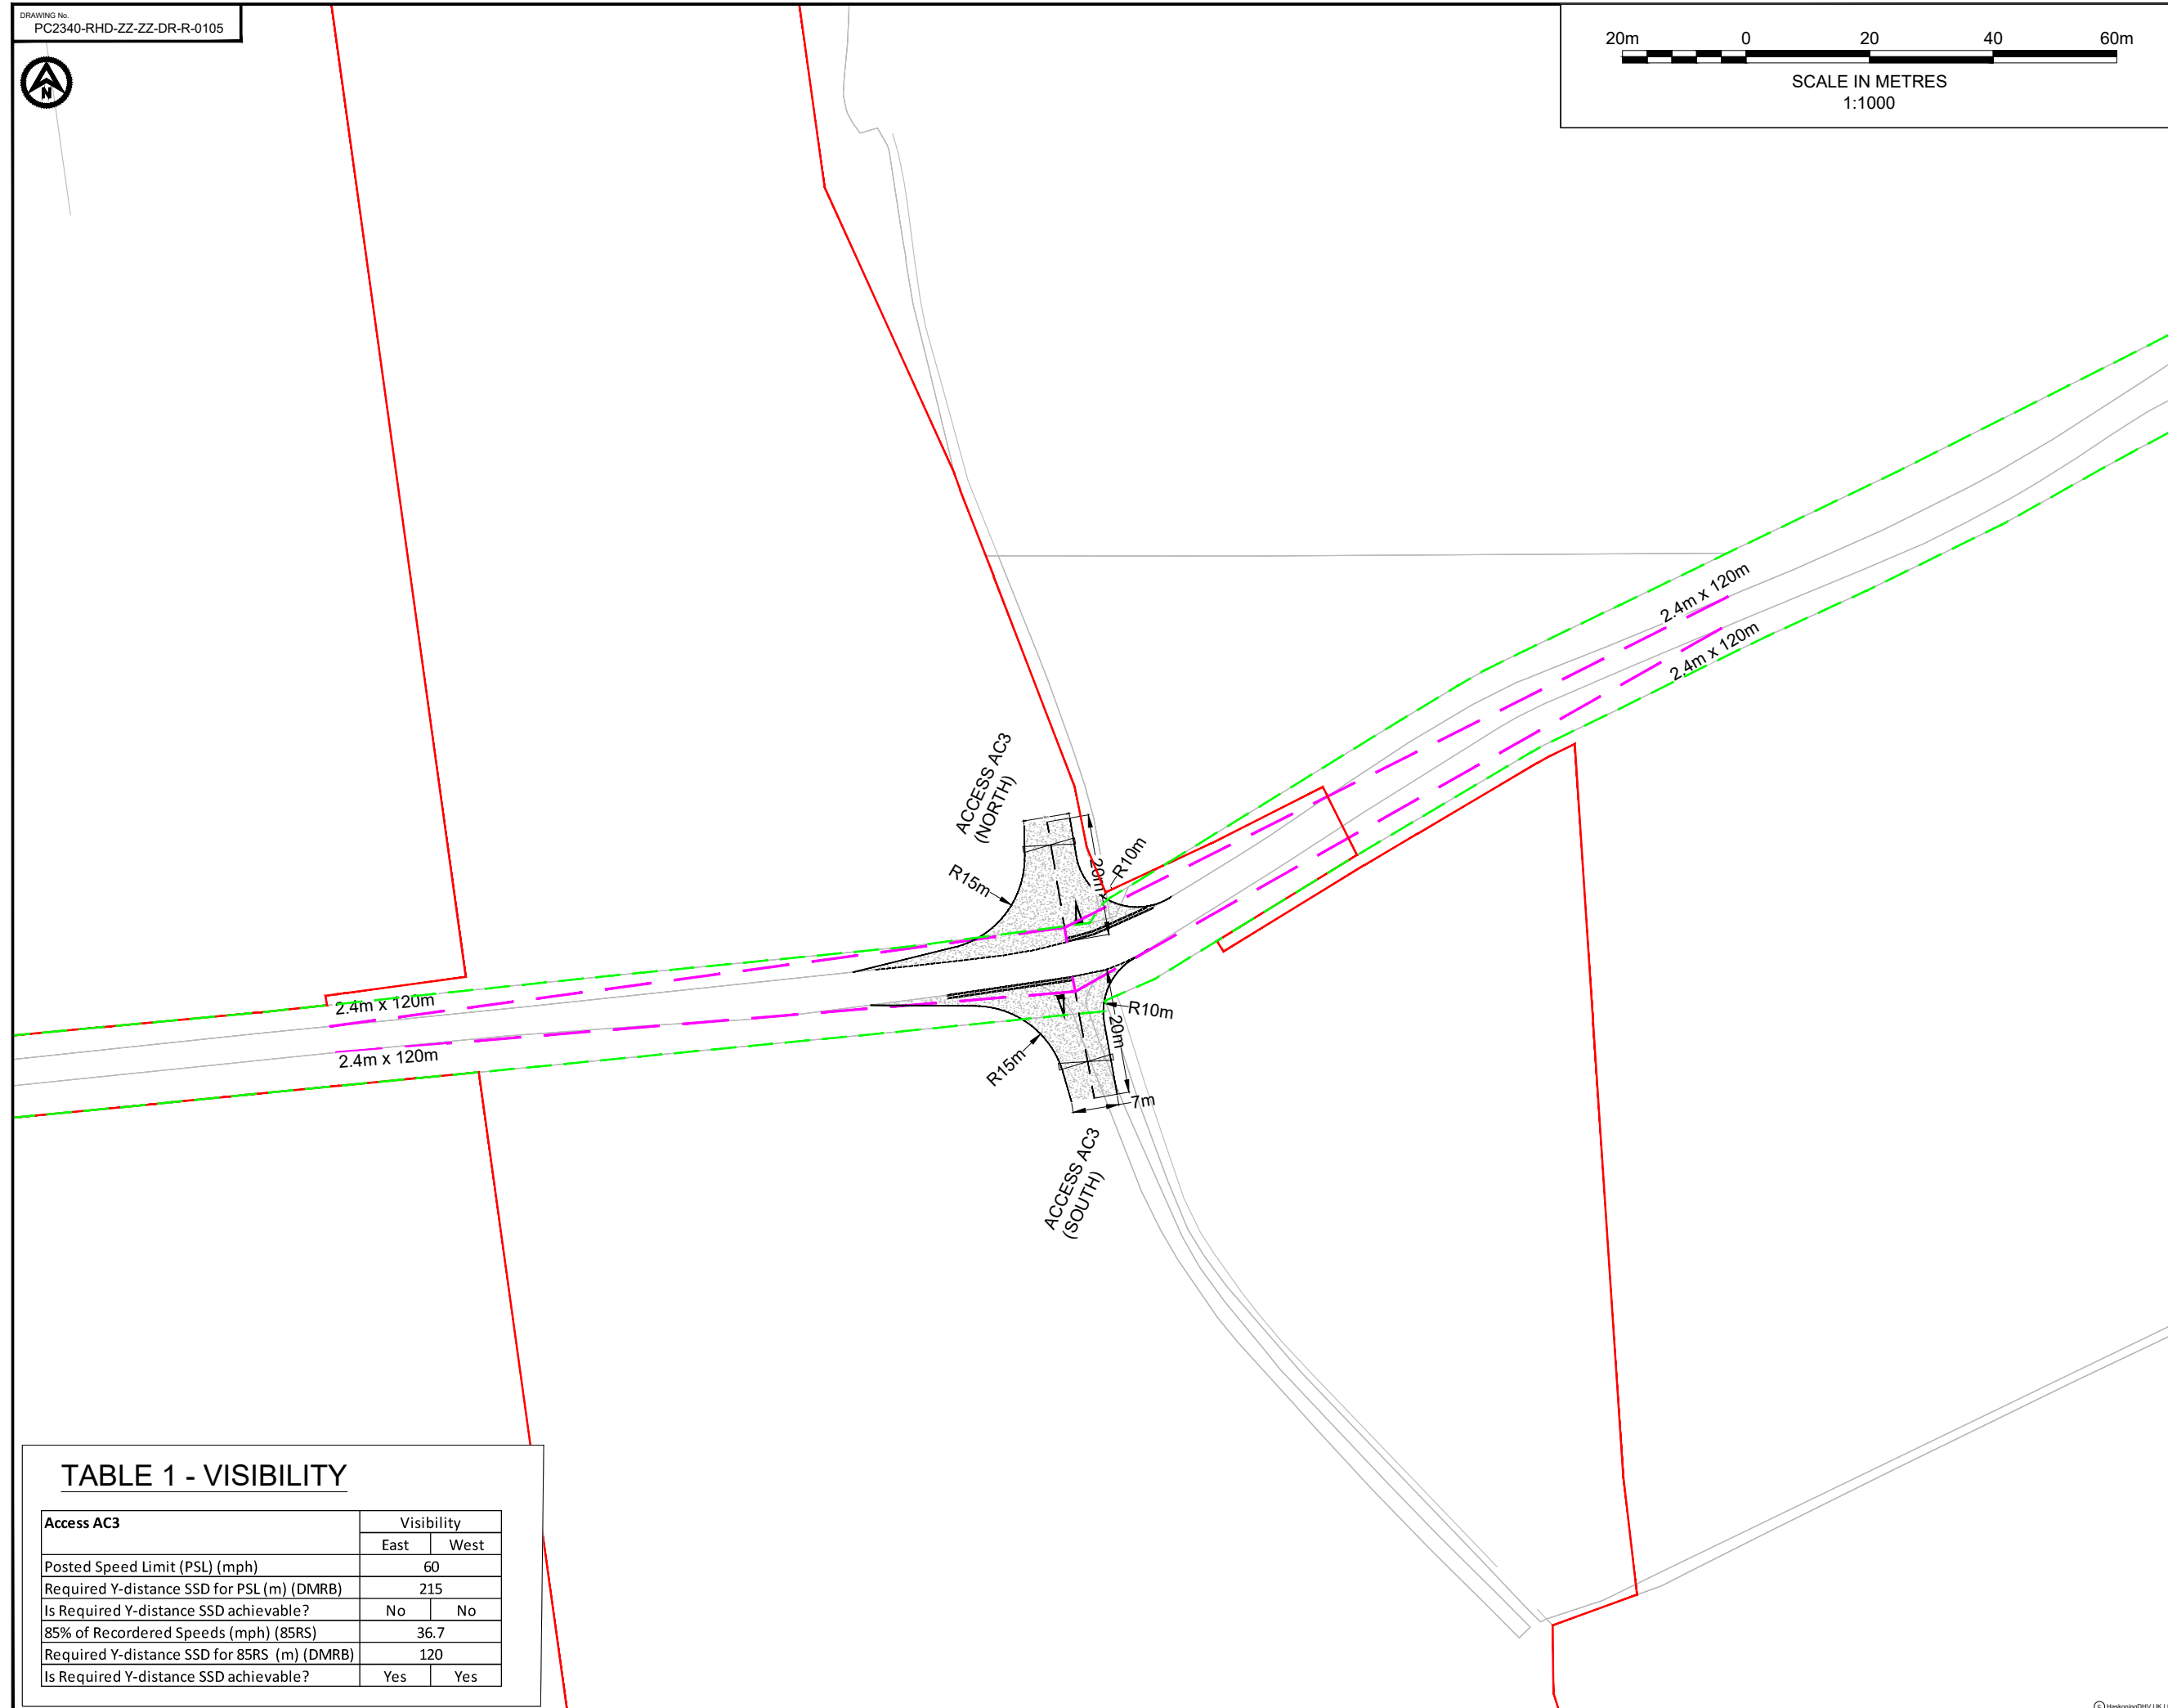 DRAWING No.
PC2340-RHD-ZZ-ZZ-DR-R-0105
N
20m 0 20 40 60m
SCALE IN METRES
1:1000
2.4m x 120m
2.4m x 120m
ACCESS AC3
(NORTH)
R15m
20m
R10m
2.4m x 120m
2.4m x 120m
R10m
20m
R15m
7m
ACCESS AC3
(SOUTH)
TABLE 1 - VISIBILITY
Access AC3 Visibility
East West
Posted Speed Limit (PSL) (mph) 60
Required Y-distance SSD for PSL (m) (DMRB) 215
Is Required Y-distance SSD achievable? No No
85% of Recordered Speeds (mph) (85RS) 36.7
Required Y-distance SSD for 85RS (m) (DMRB) 120
Is Required Y-distance SSD achievable? Yes Yes
© HaskoningDHV UK